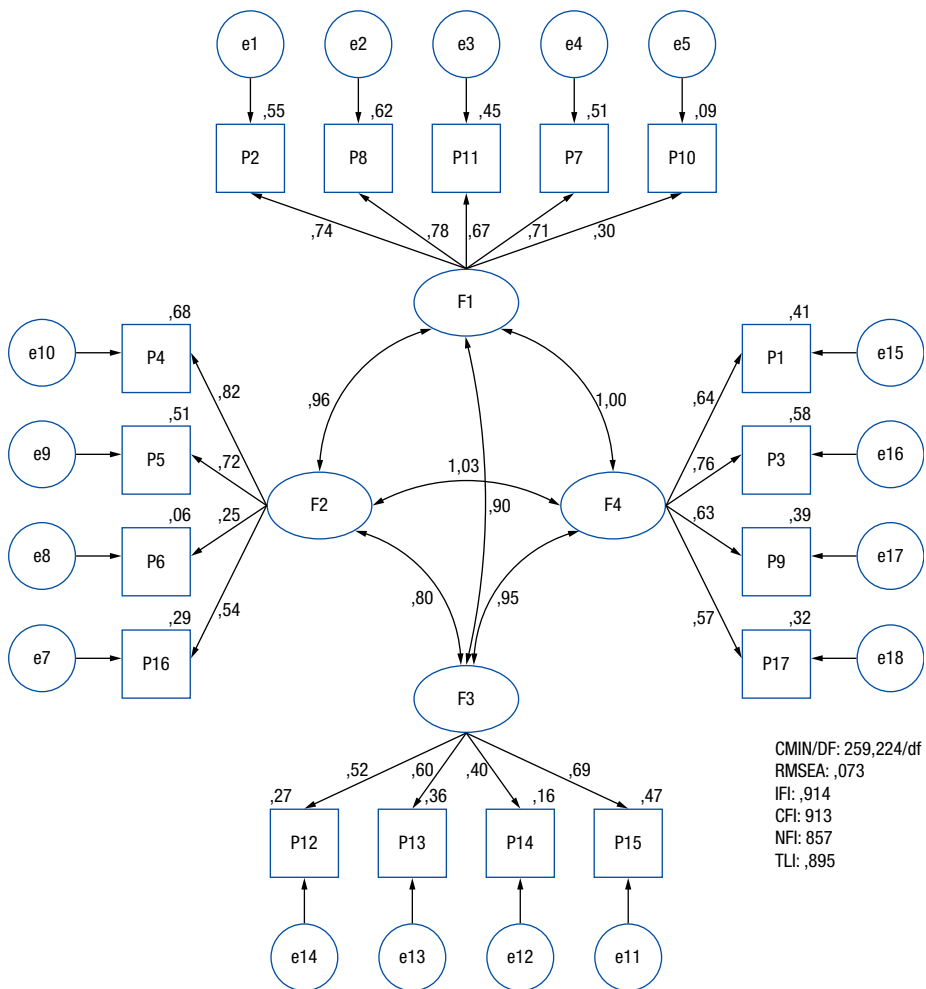 e1 e2 e3 e4 e5
,55 ,62 ,45 ,51 ,09
P2 P8 P11 P7 P10
,74 ,78 ,67 ,71 ,30
F1
,68 ,41
e10 P4 P1 e15
,82 ,64
,96 1,00
,51 ,58
e9 P5 P3 e16
,72 ,76
1,03
,06 F2 F4 ,39
,25 ,90 ,63
e8 P6 P9 e17
,54 ,80 ,95 ,57
,29 ,32
e7 P16 P17 e18
F3
,52 ,60 ,40 ,69
,27 ,36 ,16 ,47
P12 P13 P14 P15
e14 e13 e12 e11
CMIN/DF: 259,224/df
RMSEA: ,073
IFI: ,914
CFI: 913
NFI: 857
TLI: ,895